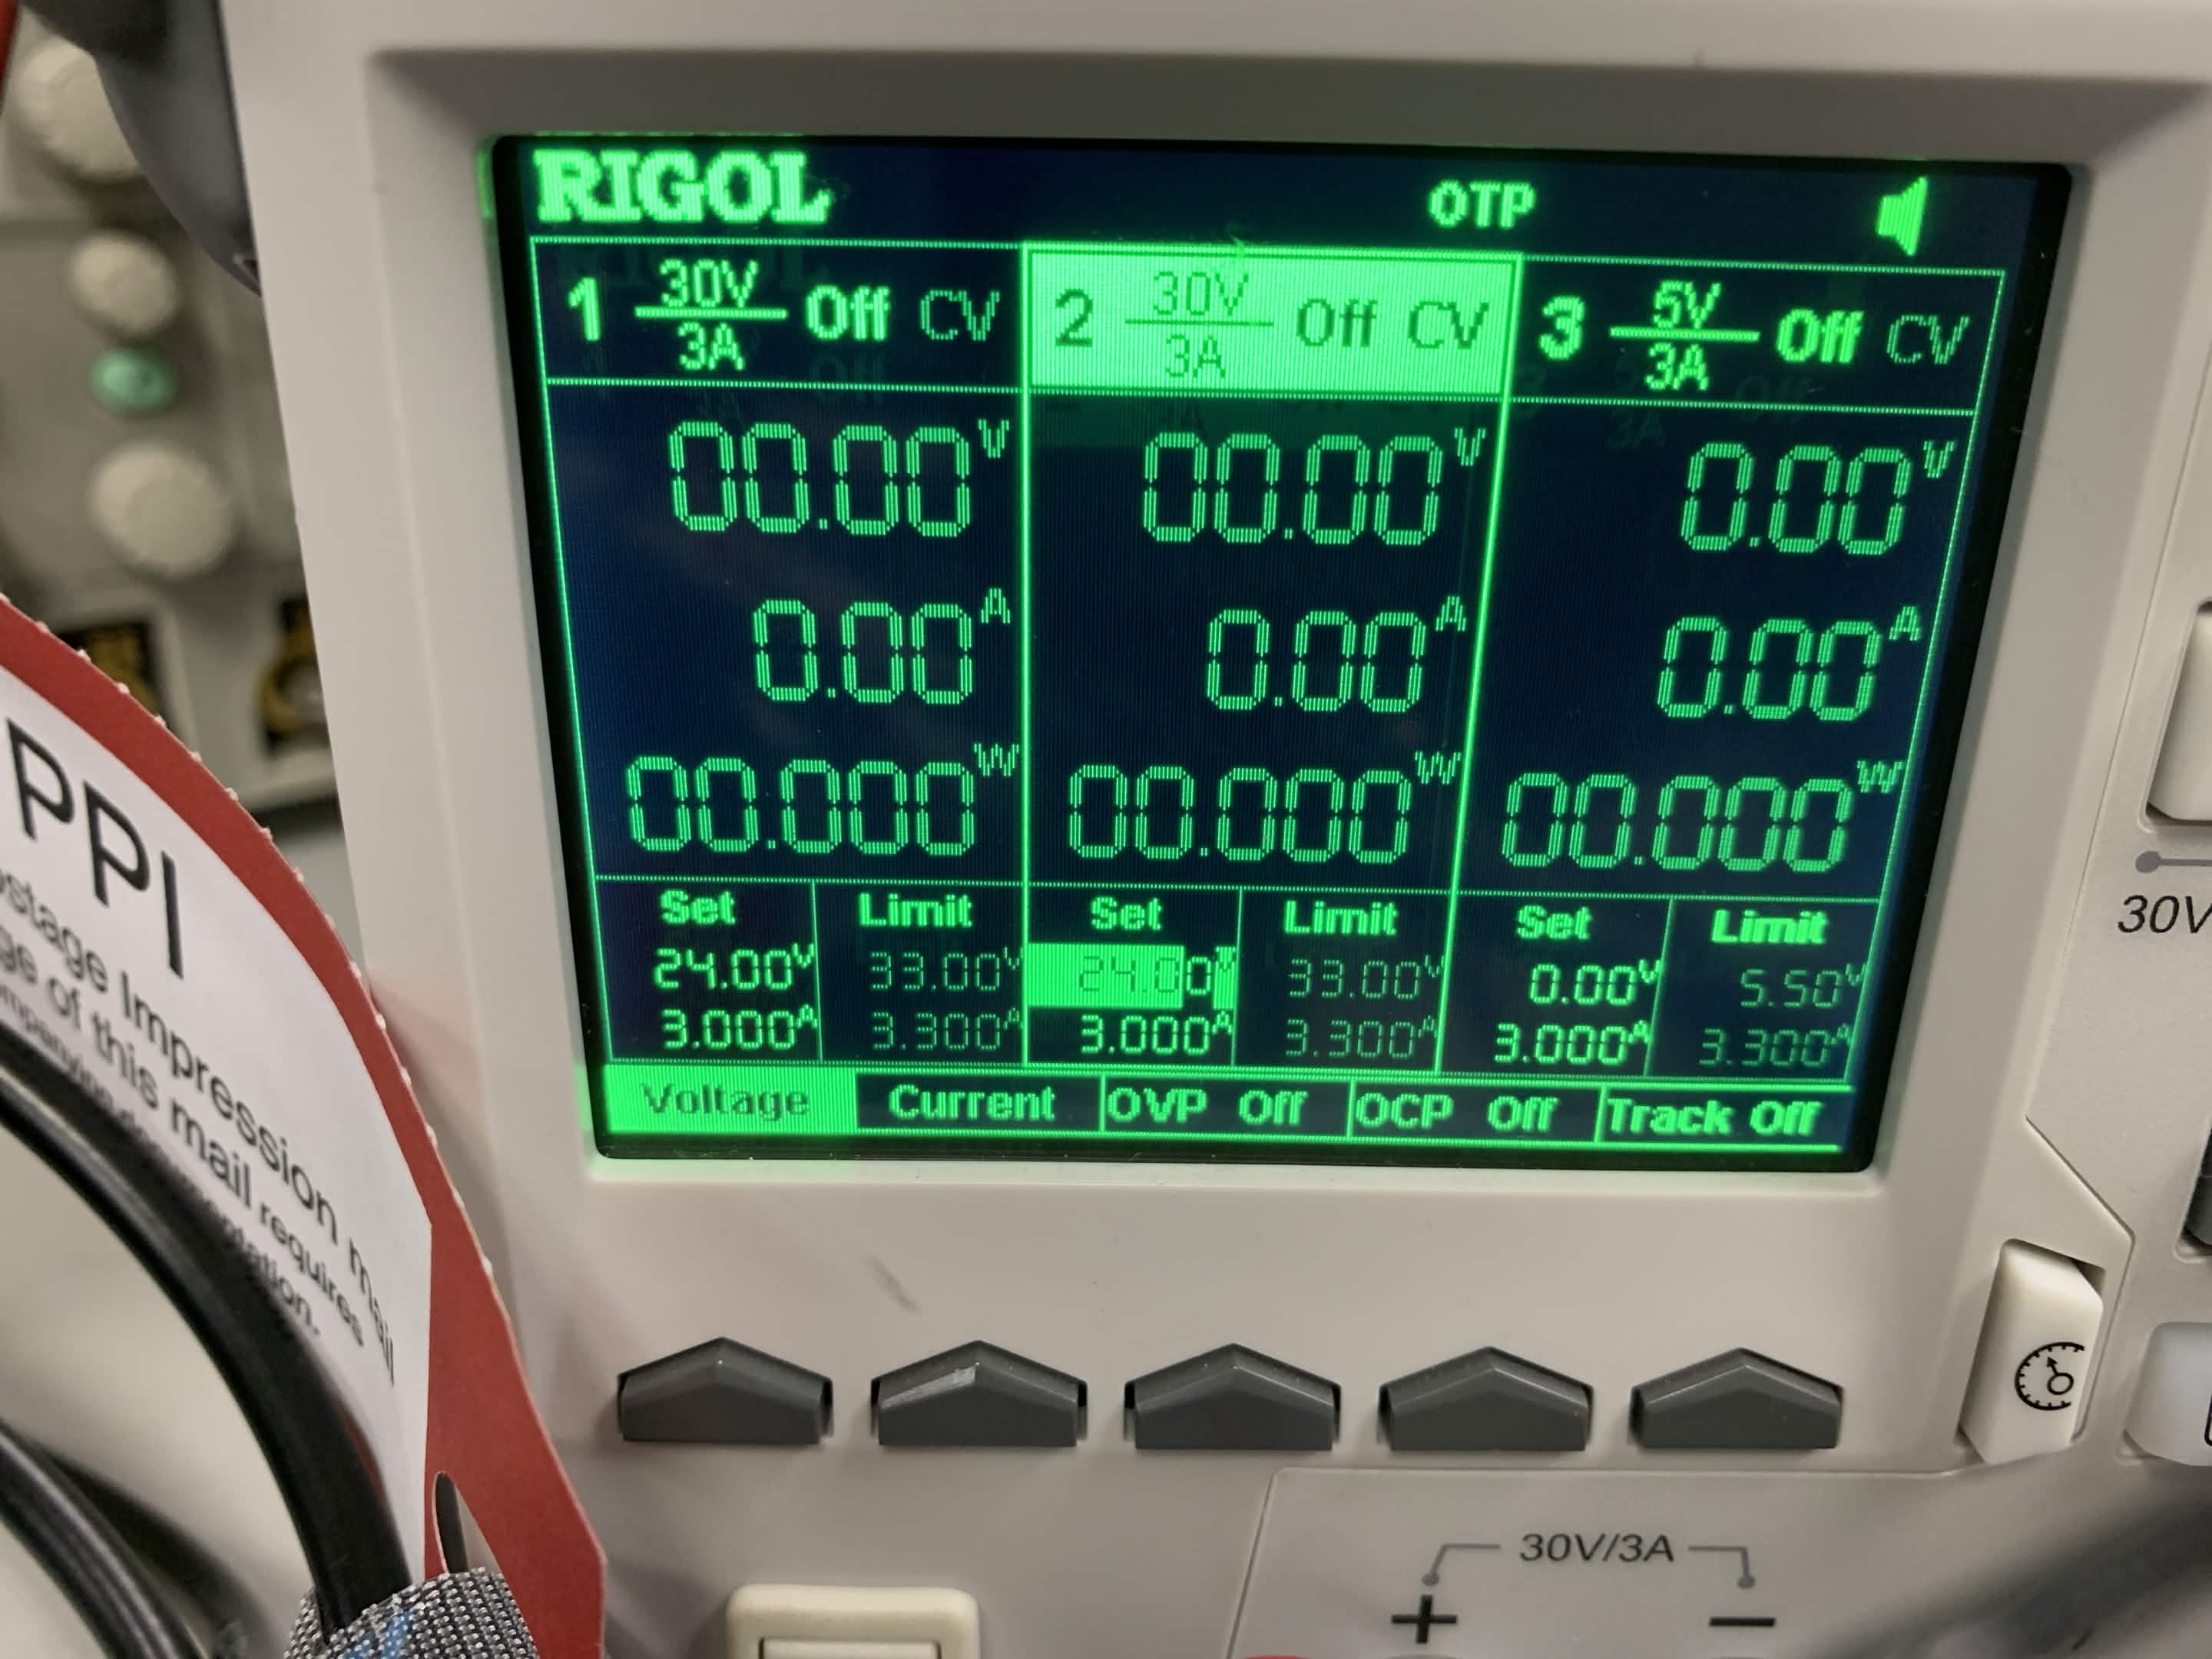 RIGOL OTP
1 30V/3A Off CV 2 30V/3A Off CV 3 5V/3A Off CV
00.00V 00.00V 0.00V
0.00A 0.00A 0.00A
00.000W 00.000W 00.000W
Set Limit Set Limit Set Limit
24.00V 33.00V 24.00V 33.00V 0.00V 5.50V
3.000A 3.300A 3.000A 3.300A 3.000A 3.300A
Voltage Current OVP Off OCP Off Track Off
PPI
Impression
of this mail requires
30V
30V/3A
+ −